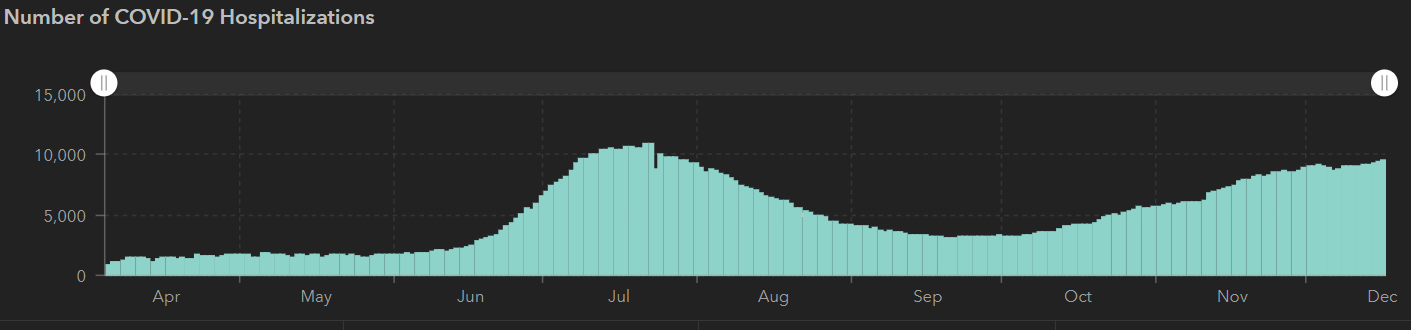 Number of COVID-19 Hospitalizations
15,000
10,000
5,000
0
Apr May Jun Jul Aug Sep Oct Nov Dec